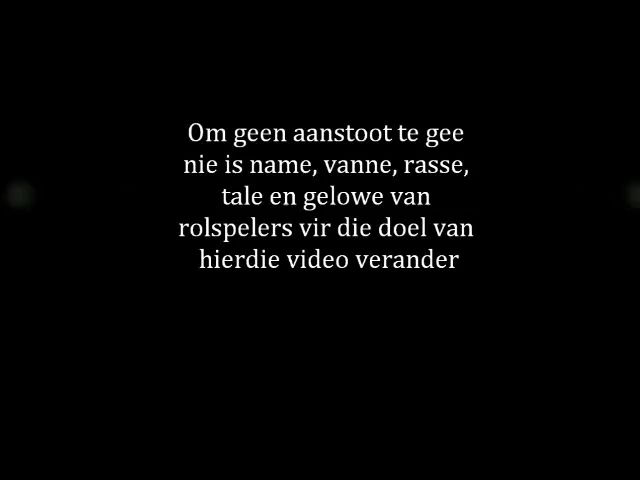 Om geen aanstoot te gee
nie is name, vanne, rasse,
tale en gelowe van
rolspelers vir die doel van
hierdie video verander